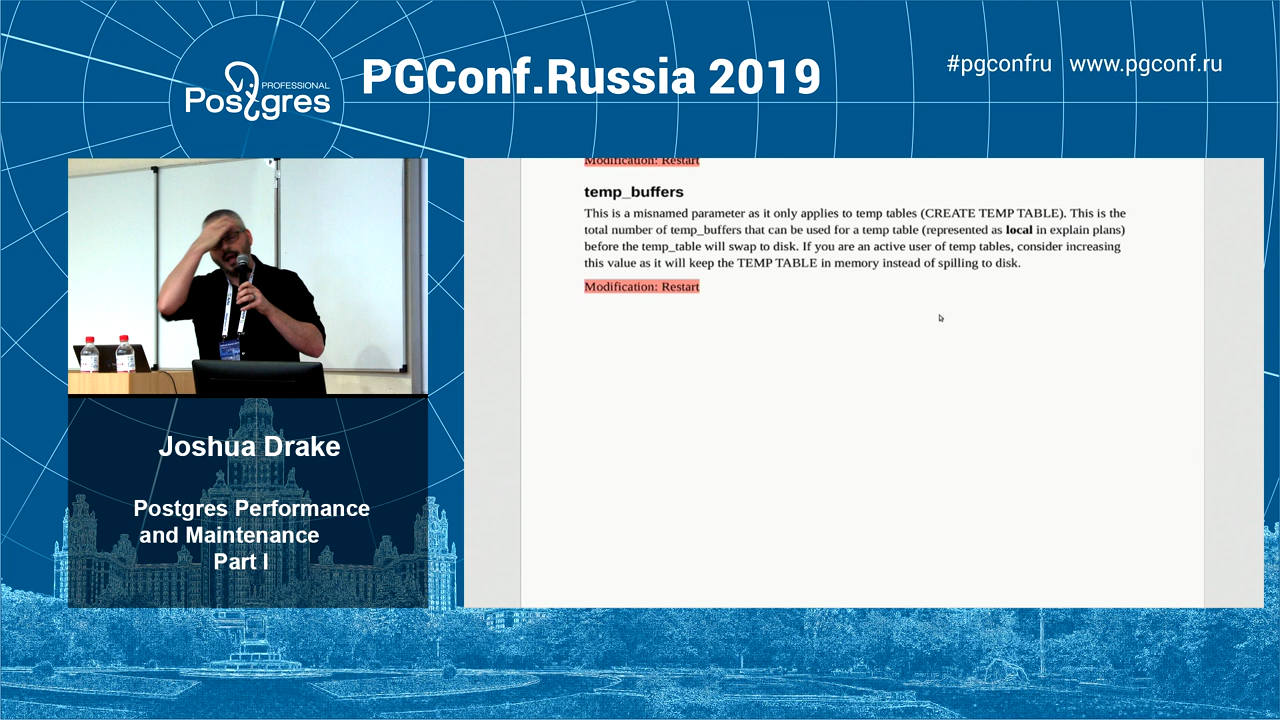 PROFESSIONAL
Postgres
PGConf.Russia 2019
#pgconfru www.pgconf.ru
Modification: Restart
temp_buffers
This is a misnamed parameter as it only applies to temp tables (CREATE TEMP TABLE). This is the
total number of temp_buffers that can be used for a temp table (represented as local in explain plans)
before the temp_table will swap to disk. If you are an active user of temp tables, consider increasing
this value as it will keep the TEMP TABLE in memory instead of spilling to disk.
Modification: Restart
Joshua Drake
Postgres Performance
and Maintenance
Part I